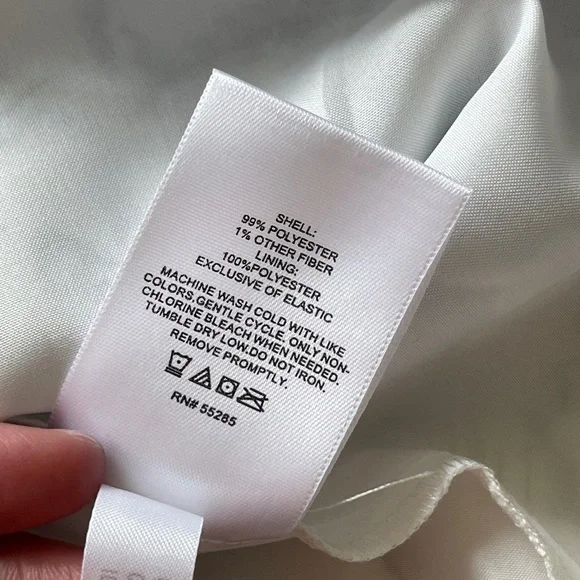 SHELL:
99% POLYESTER
1% OTHER FIBER
LINING:
100%POLYESTER
EXCLUSIVE OF ELASTIC
MACHINE WASH COLD WITH LIKE
COLORS,GENTLE CYCLE. ONLY NON-
CHLORINE BLEACH WHEN NEEDED.
TUMBLE DRY LOW.DO NOT IRON.
REMOVE PROMPTLY.
RN# 55285